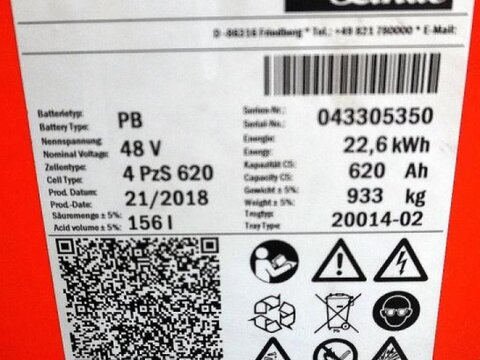 D-86316 Friedberg * Tel.: +49 821 780000 * E-Mail:
Batterietyp:
Battery Type: PB
Nennspannung:
Nominal Voltage: 48 V
Zellentype:
Cell Type: 4 PzS 620
Prod. Datum:
Prod.-Date: 21/2018
Säuremenge ± 5%:
Acid volume ± 5%: 156 l
Serien-Nr.:
Serial-Nr.: 043305350
Energie:
Energy: 22,6 kWh
Kapazität C5:
Capacity C5: 620 Ah
Gewicht ± 5%:
Weight ± 5%: 933 kg
Trogtyp:
Tray Type: 20014-02